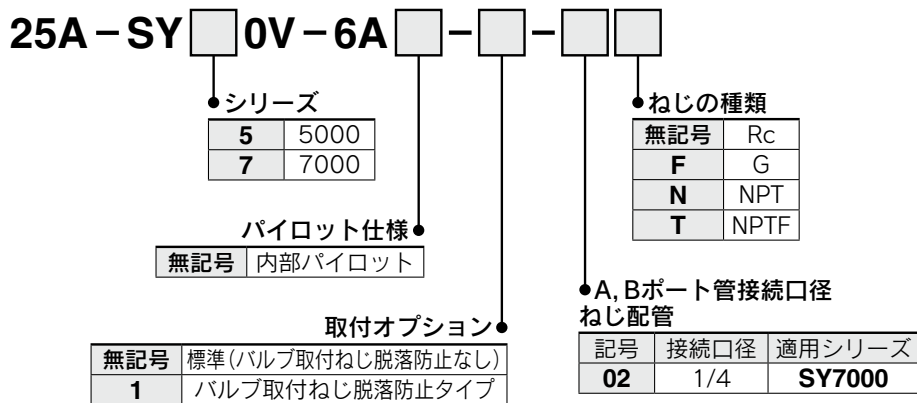 25A－SY□0V－6A□－□－□□
シリーズ
5 5000
7 7000
パイロット仕様
無記号 内部パイロット
取付オプション
無記号 標準（バルブ取付ねじ脱落防止なし）
1 バルブ取付ねじ脱落防止タイプ
ねじの種類
無記号 Rc
F G
N NPT
T NPTF
A, Bポート管接続口径
ねじ配管
記号 接続口径 適用シリーズ
02 1/4 SY7000